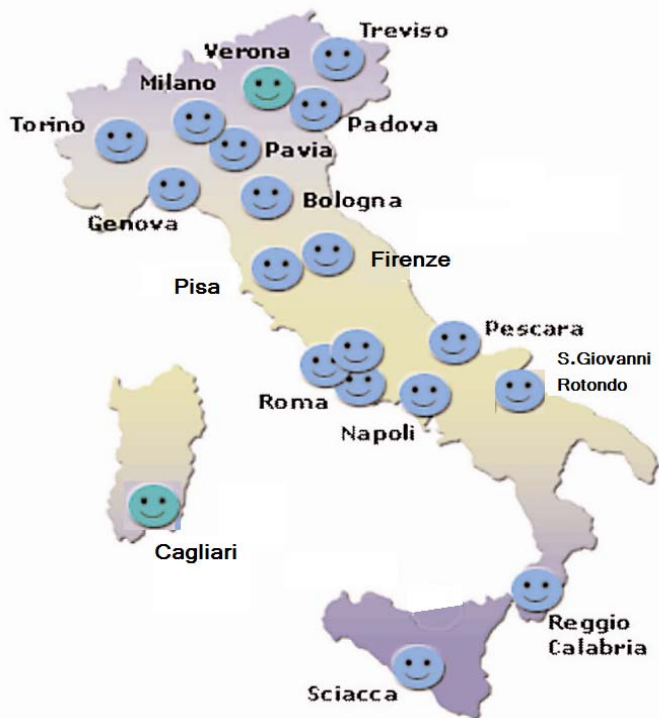 Treviso
Verona
Milano
Torino
Padova
Pavia
Genova
Bologna
Firenze
Pisa
Pescara
S.Giovanni
Rotondo
Roma
Napoli
Cagliari
Reggio
Calabria
Sciacca